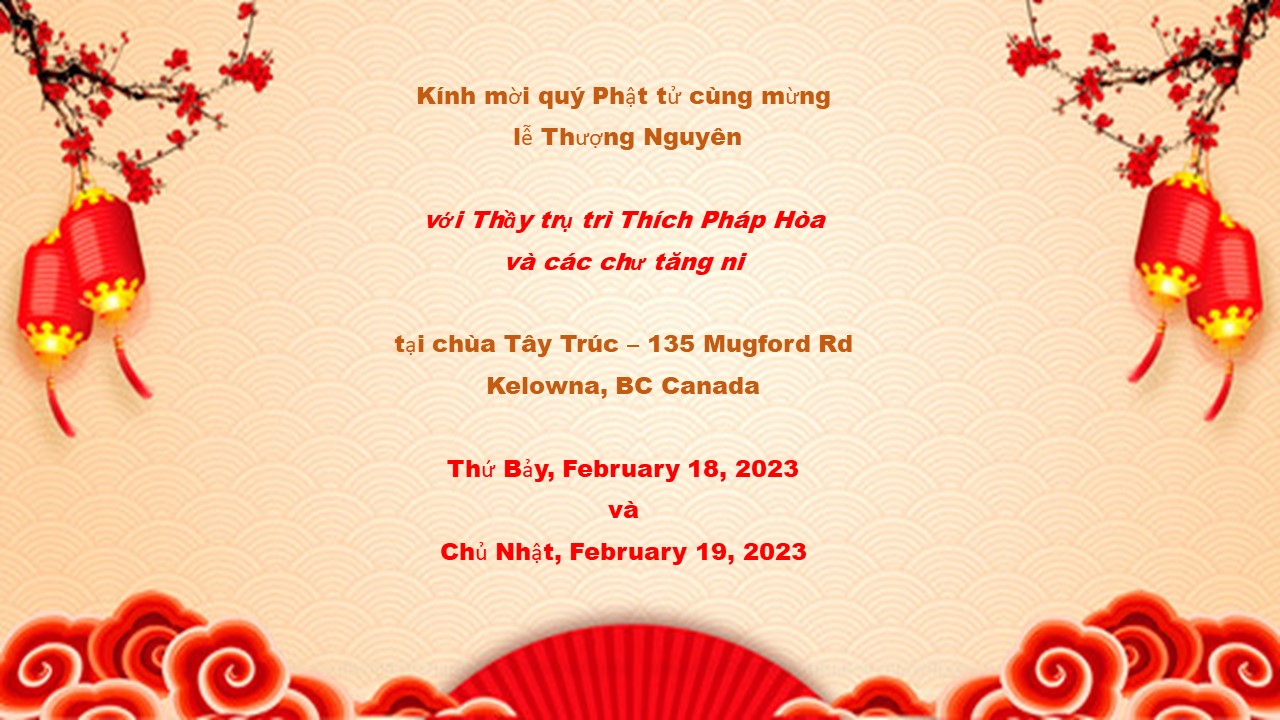 Kính mời quý Phật tử cùng mừng
lễ Thượng Nguyên
với Thầy trụ trì Thích Pháp Hòa
và các chư tăng ni
tại chùa Tây Trúc – 135 Mugford Rd
Kelowna, BC Canada
Thứ Bảy, February 18, 2023
và
Chủ Nhật, February 19, 2023